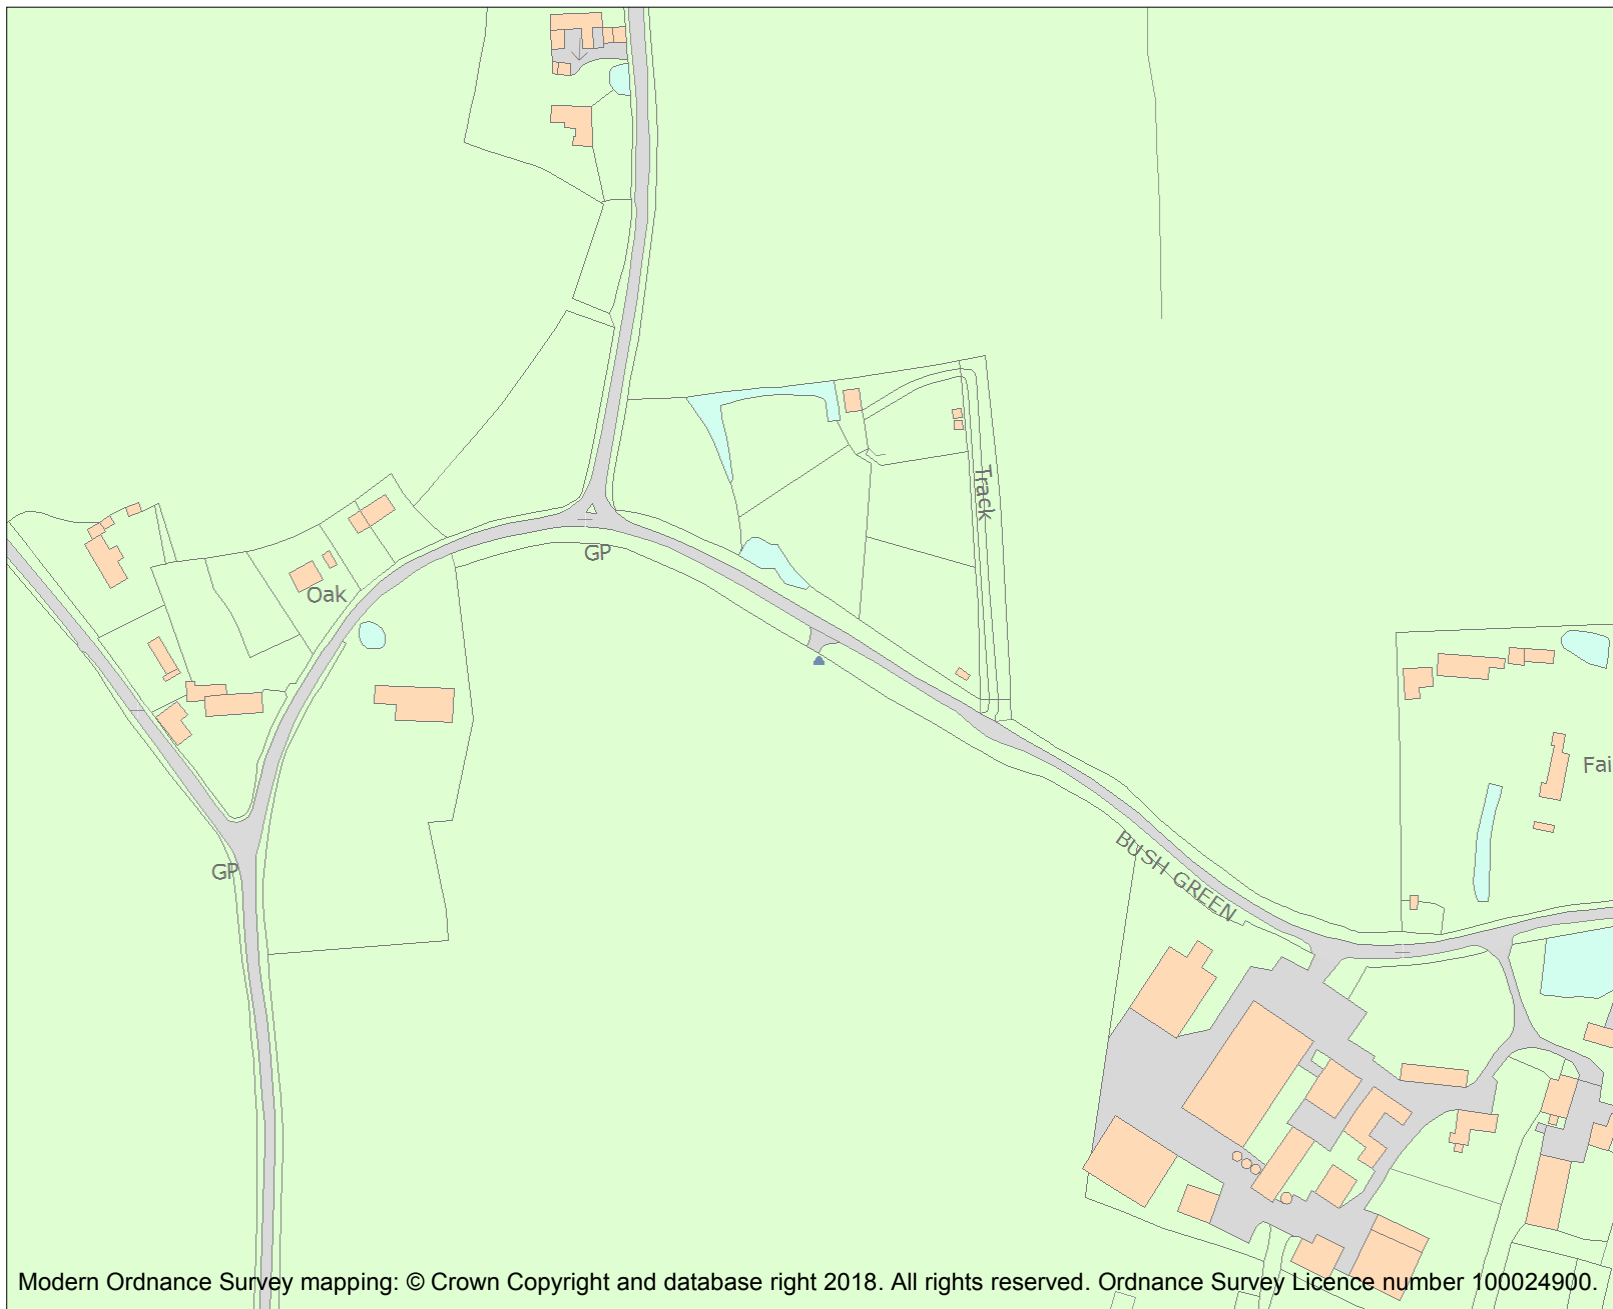 Track
GP
Oak
Fai
BUSH GREEN
GP
Modern Ordnance Survey mapping: © Crown Copyright and database right 2018. All rights reserved. Ordnance Survey Licence number 100024900.